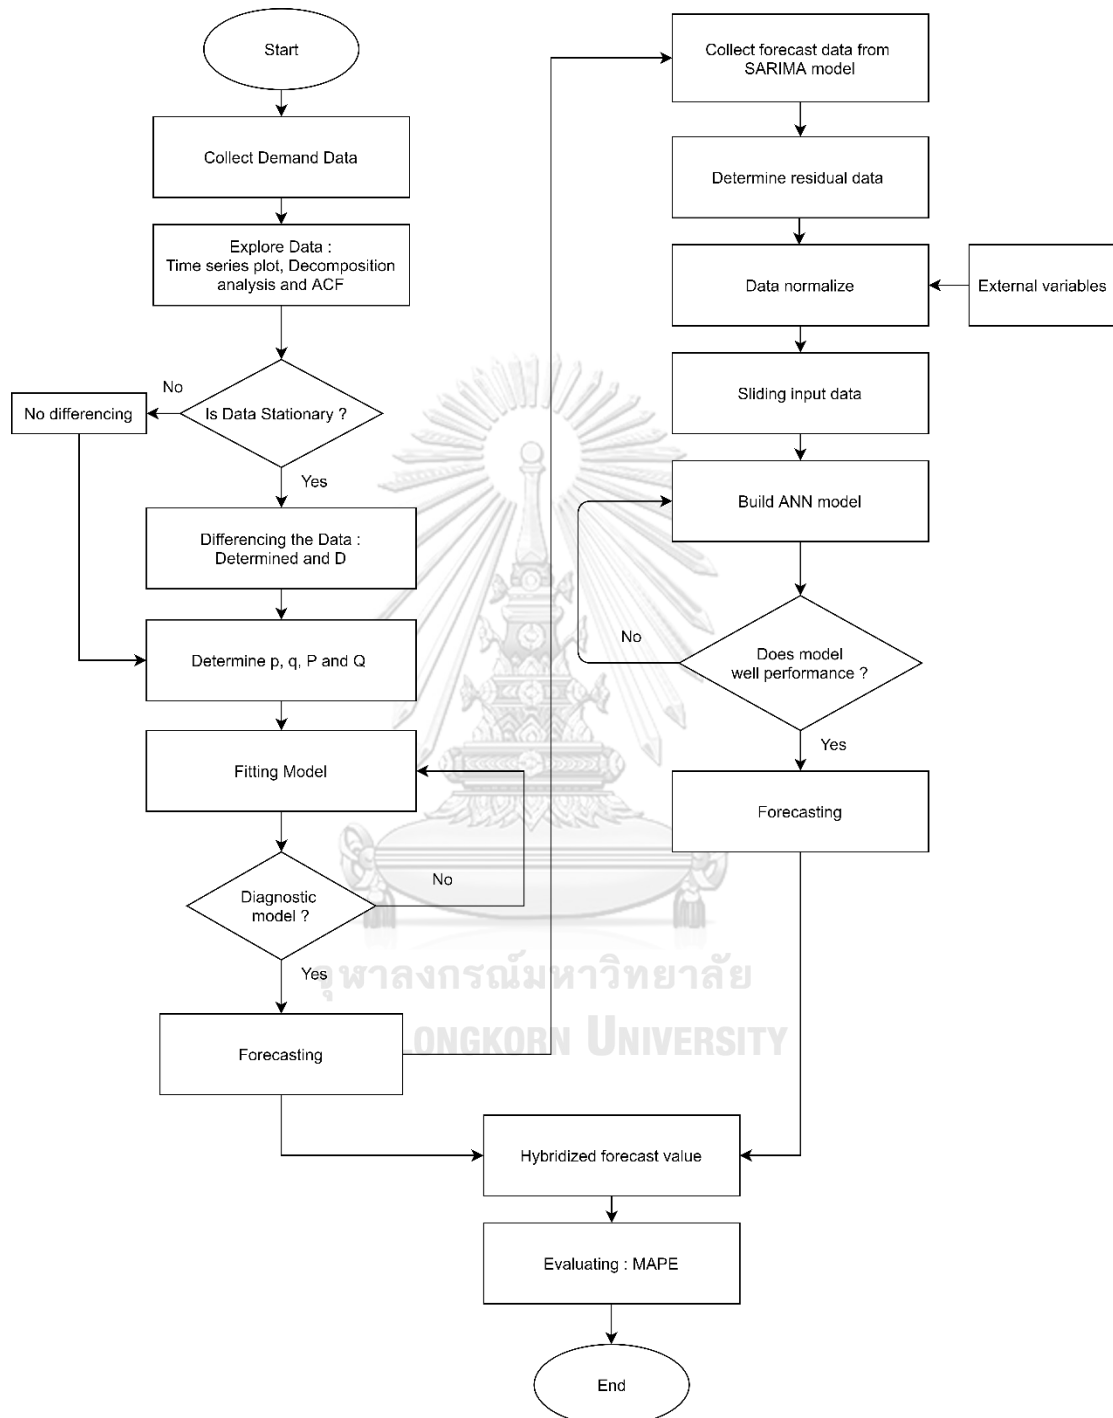 Start
Collect Demand Data
Explore Data :
Time series plot, Decomposition
analysis and ACF
Is Data Stationary ?
No
No differencing
Yes
Differencing the Data :
Determined and D
Determine p, q, P and Q
Fitting Model
Diagnostic
model ?
No
Yes
Forecasting
Collect forecast data from
SARIMA model
Determine residual data
Data normalize
External variables
Sliding input data
Build ANN model
Does model
well performance ?
No
Yes
Forecasting
Hybridized forecast value
Evaluating : MAPE
End
จุฬาลงกรณ์มหาวิทยาลัย
LONGKORN UNIVERSITY